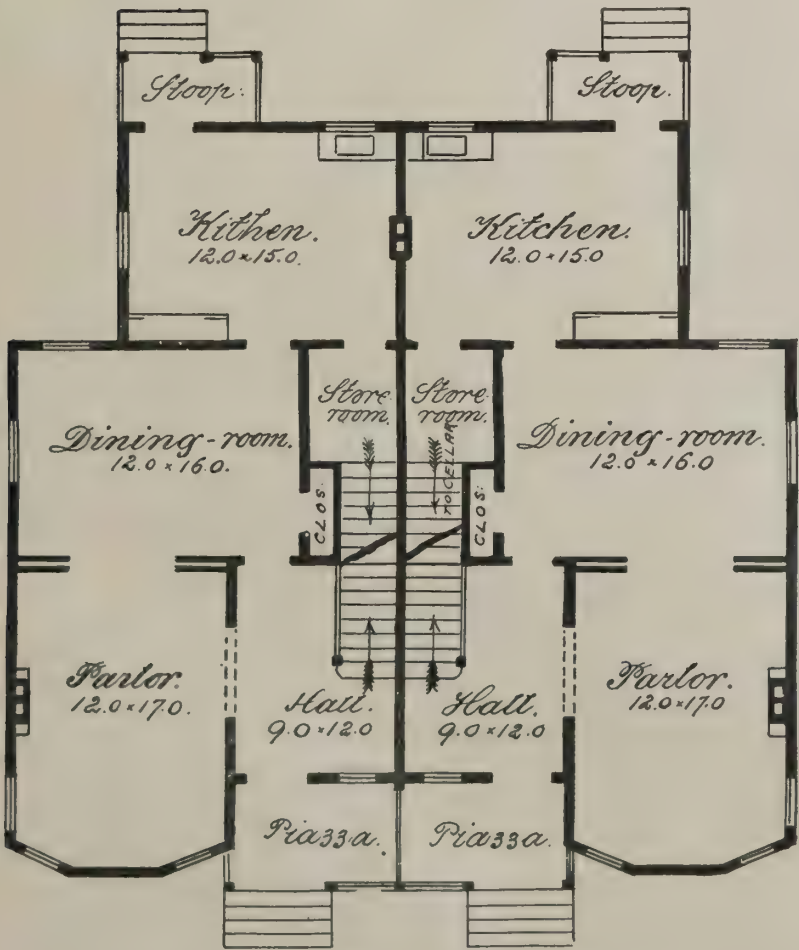 Stoop.
Stoop.
Kithen.
12.0 × 15.0.
Kitchen.
12.0 × 15.0
Store
room.
Store
room.
Dining-room.
12.0 × 16.0.
Dining-room.
12.0 × 16.0
CLOS.
TO CELLAR
CLOS.
Parlor.
12.0 × 17.0.
Hall.
9.0 × 12.0
Hall.
9.0 × 12.0
Parlor.
12.0 × 17.0
Piazza.
Piazza.